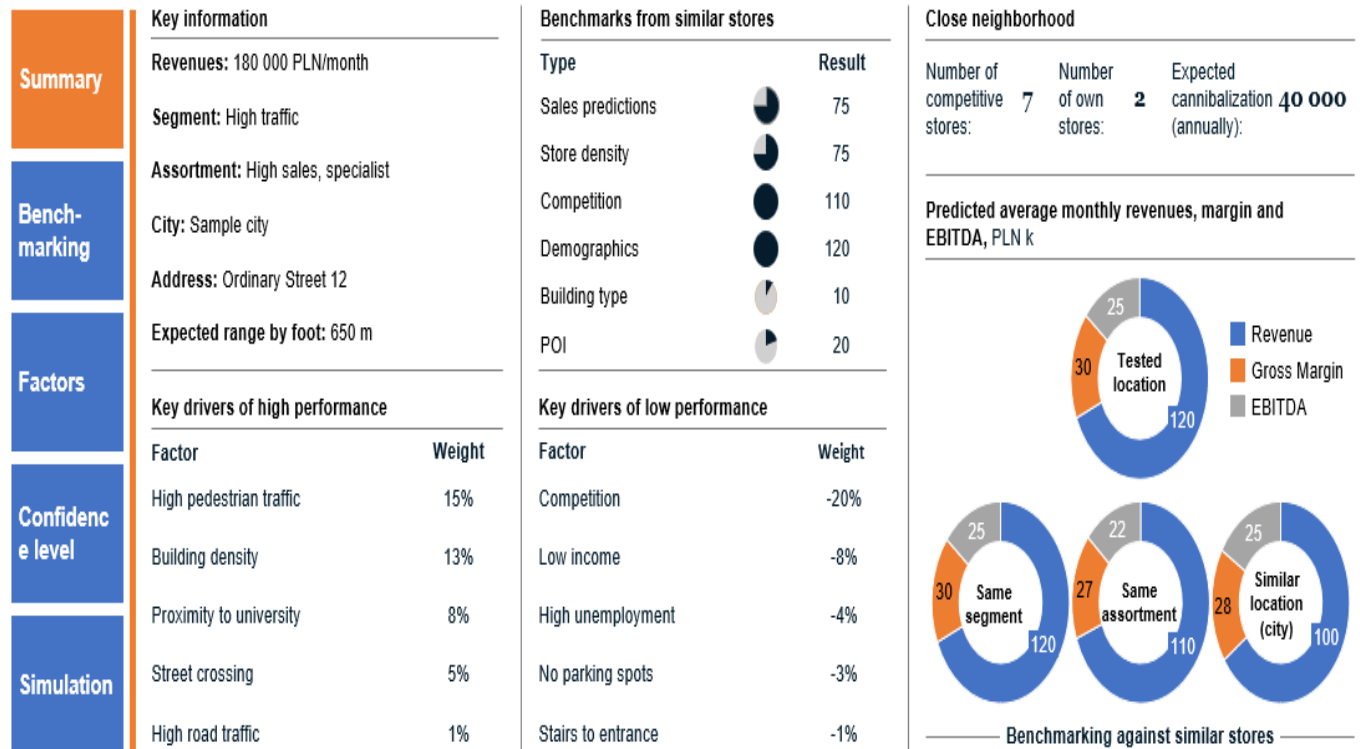 Summary
Bench-
marking
Factors
Confidenc
e level
Simulation
Key information
Revenues: 180 000 PLN/month
Segment: High traffic
Assortment: High sales, specialist
City: Sample city
Address: Ordinary Street 12
Expected range by foot: 650 m
Key drivers of high performance
Factor Weight
High pedestrian traffic 15%
Building density 13%
Proximity to university 8%
Street crossing 5%
High road traffic 1%
Benchmarks from similar stores
Type Result
Sales predictions 75
Store density 75
Competition 110
Demographics 120
Building type 10
POI 20
Key drivers of low performance
Factor Weight
Competition -20%
Low income -8%
High unemployment -4%
No parking spots -3%
Stairs to entrance -1%
Close neighborhood
Number of
competitive
stores:
7
Number
of own
stores:
2
Expected
cannibalization
(annually):
40 000
Predicted average monthly revenues, margin and
EBITDA, PLN k
25
30
Tested
location
120
Revenue
Gross Margin
EBITDA
25
30
Same
segment
120
22
27
Same
assortment
110
25
28
Similar
location
(city)
100
Benchmarking against similar stores